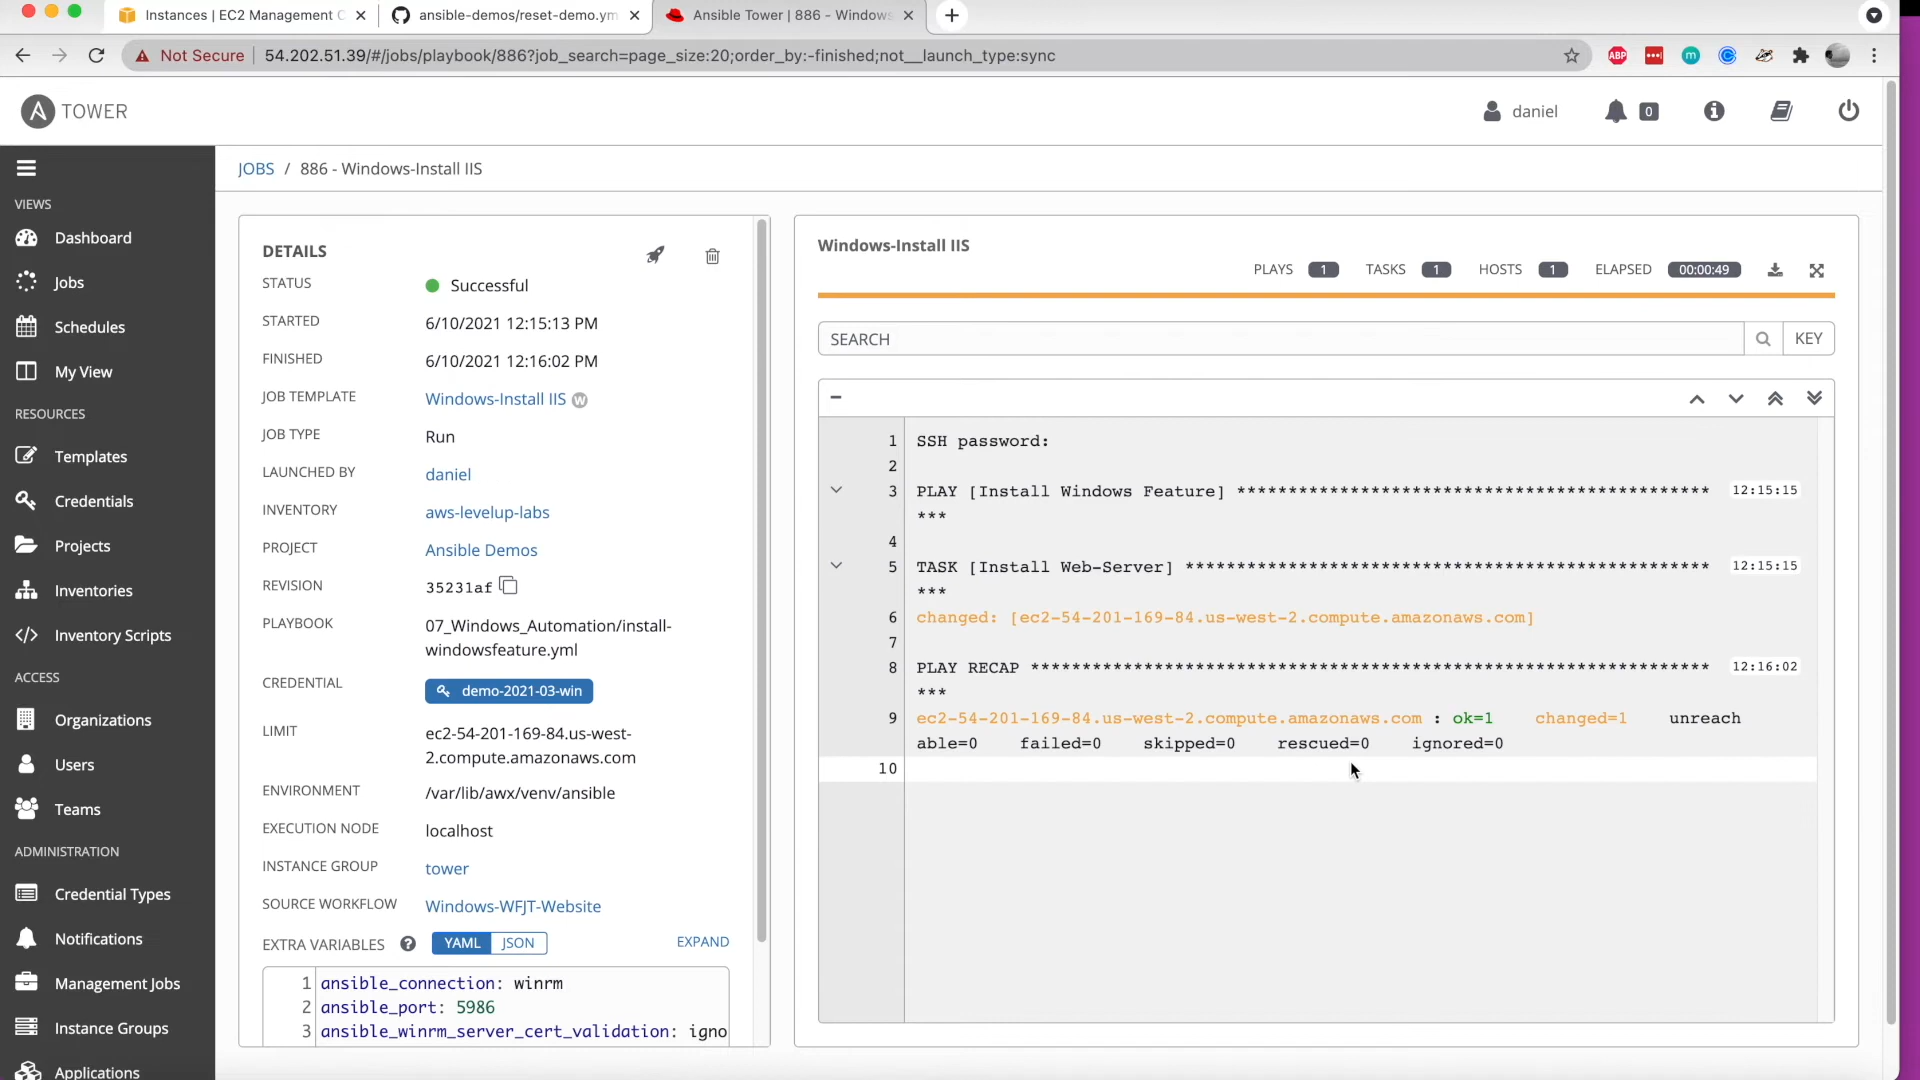 Instances | EC2 Management C
ansible-demos/reset-demo.ym
Ansible Tower | 886 - Windows
Not Secure
54.202.51.39/#/jobs/playbook/886?job_search=page_size:20;order_by:-finished;not__launch_type:sync
ABP
m
A TOWER
daniel
0
JOBS / 886 - Windows-Install IIS
VIEWS
Dashboard
Jobs
Schedules
My View
RESOURCES
Templates
Credentials
Projects
Inventories
Inventory Scripts
ACCESS
Organizations
Users
Teams
ADMINISTRATION
Credential Types
Notifications
Management Jobs
Instance Groups
Applications
DETAILS
STATUS Successful
STARTED 6/10/2021 12:15:13 PM
FINISHED 6/10/2021 12:16:02 PM
JOB TEMPLATE Windows-Install IIS W
JOB TYPE Run
LAUNCHED BY daniel
INVENTORY aws-levelup-labs
PROJECT Ansible Demos
REVISION 35231af
PLAYBOOK 07_Windows_Automation/install-
windowsfeature.yml
CREDENTIAL demo-2021-03-win
LIMIT ec2-54-201-169-84.us-west-
2.compute.amazonaws.com
ENVIRONMENT /var/lib/awx/venv/ansible
EXECUTION NODE localhost
INSTANCE GROUP tower
SOURCE WORKFLOW Windows-WFJT-Website
EXTRA VARIABLES ? YAML JSON EXPAND
1 ansible_connection: winrm
2 ansible_port: 5986
3 ansible_winrm_server_cert_validation: igno
Windows-Install IIS
PLAYS 1 TASKS 1 HOSTS 1 ELAPSED 00:00:49
SEARCH KEY
1 SSH password:
2
3 PLAY [Install Windows Feature] ********************************************** 12:15:15
***
4
5 TASK [Install Web-Server] *************************************************** 12:15:15
***
6 changed: [ec2-54-201-169-84.us-west-2.compute.amazonaws.com]
7
8 PLAY RECAP ****************************************************************** 12:16:02
***
9 ec2-54-201-169-84.us-west-2.compute.amazonaws.com : ok=1 changed=1 unreach
able=0 failed=0 skipped=0 rescued=0 ignored=0
10